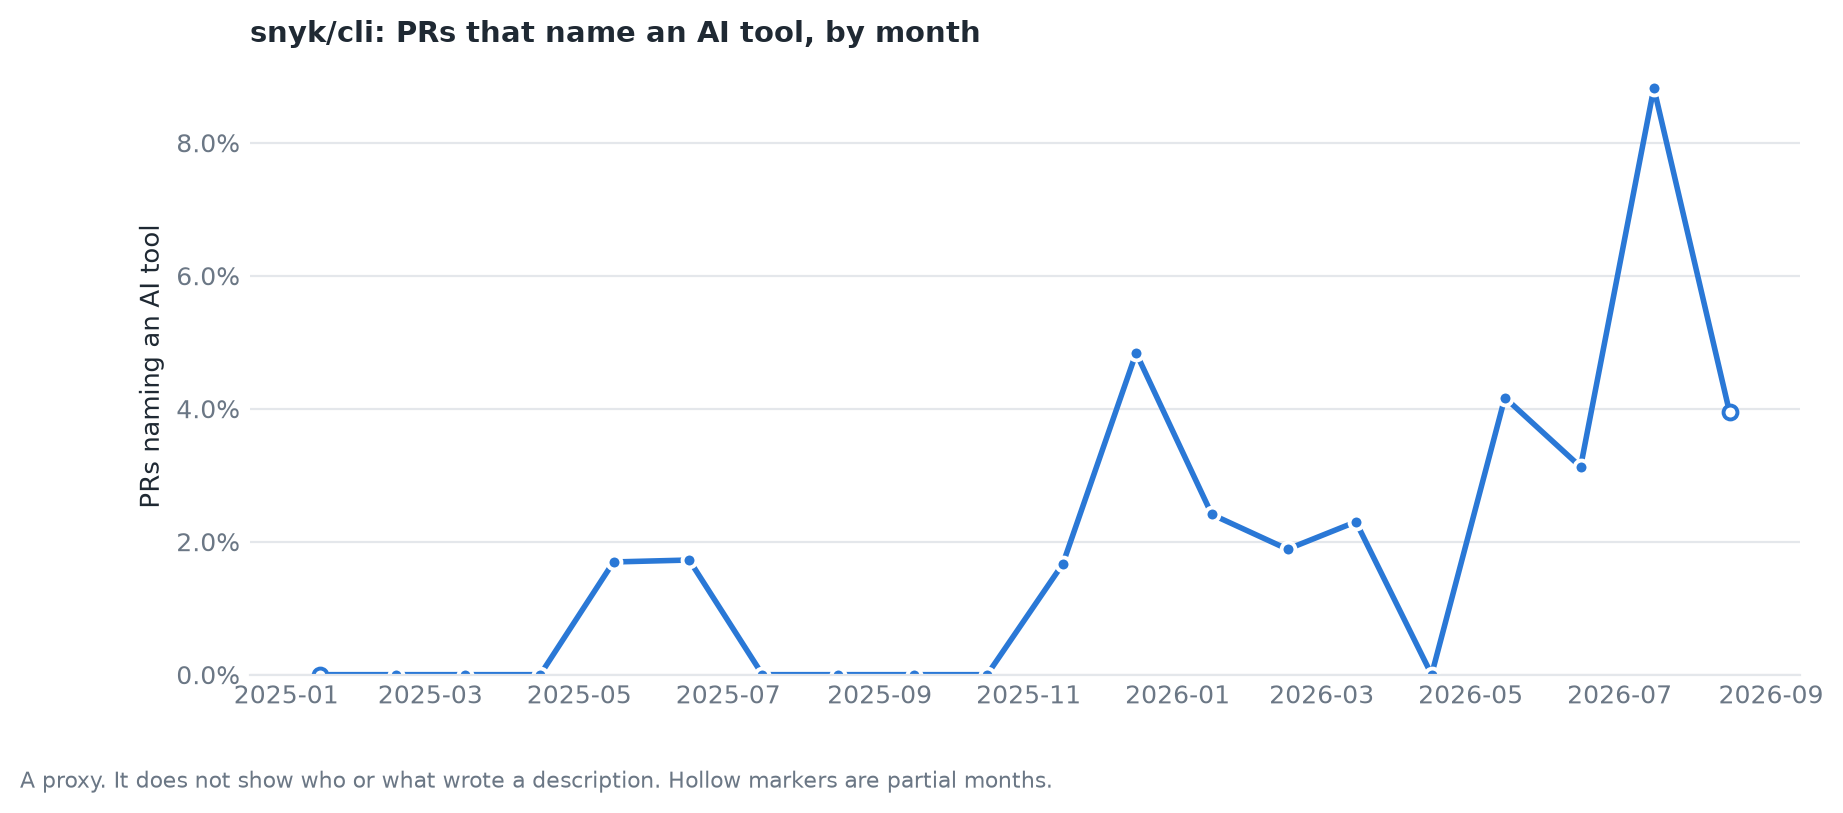 snyk/cli: PRs that name an AI tool, by month
PRs naming an AI tool
8.0%
6.0%
4.0%
2.0%
0.0%
2025-01 2025-03 2025-05 2025-07 2025-09 2025-11 2026-01 2026-03 2026-05 2026-07 2026-09
A proxy. It does not show who or what wrote a description. Hollow markers are partial months.